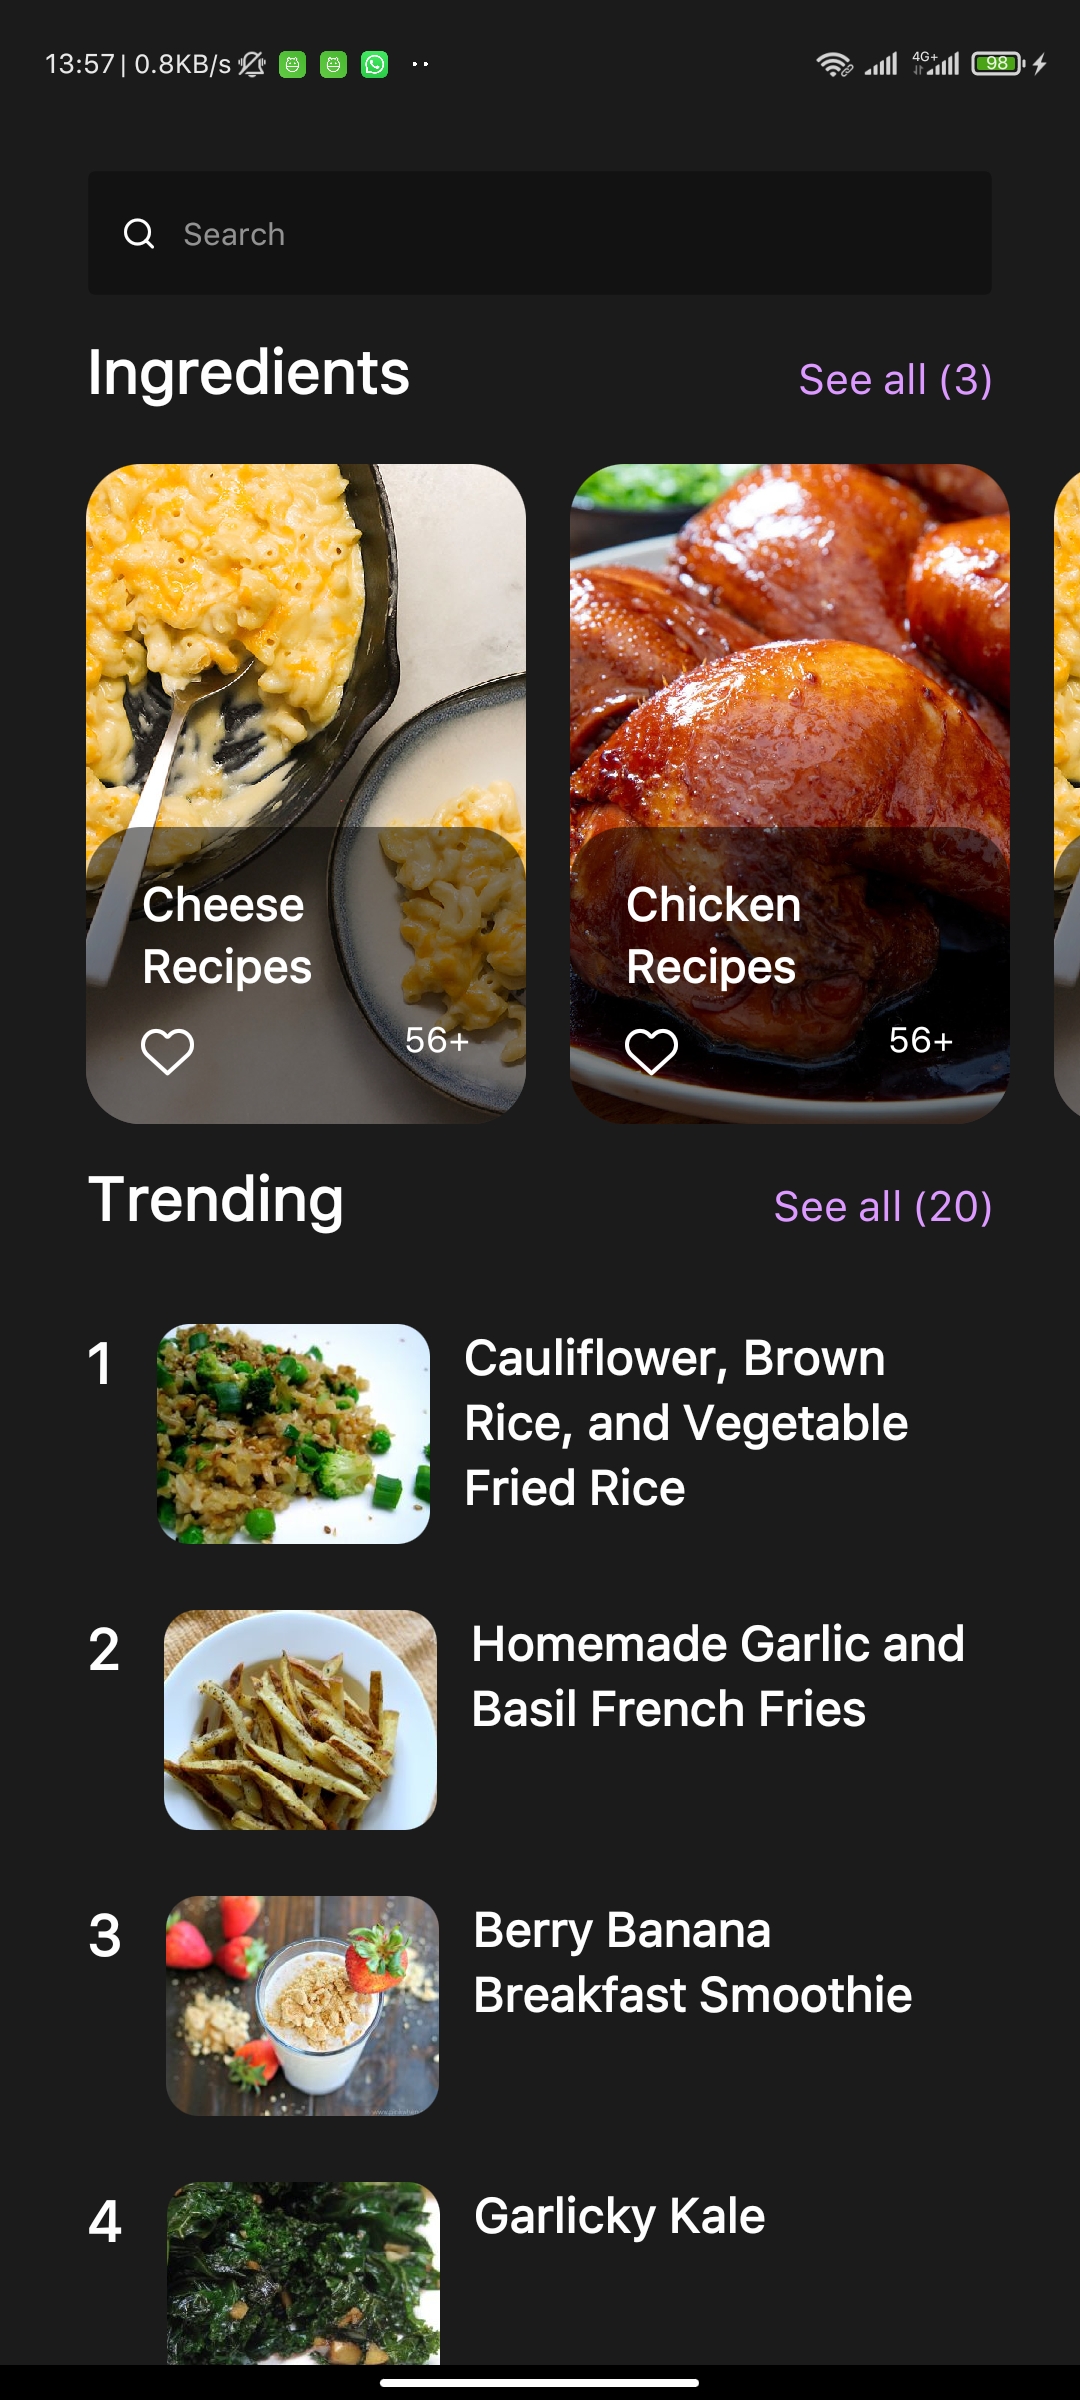 13:57 | 0.8KB/s
4G+
98
Search
Ingredients
See all (3)
Cheese
Recipes
56+
Chicken
Recipes
56+
Trending
See all (20)
1
Cauliflower, Brown
Rice, and Vegetable
Fried Rice
2
Homemade Garlic and
Basil French Fries
3
Berry Banana
Breakfast Smoothie
4
Garlicky Kale